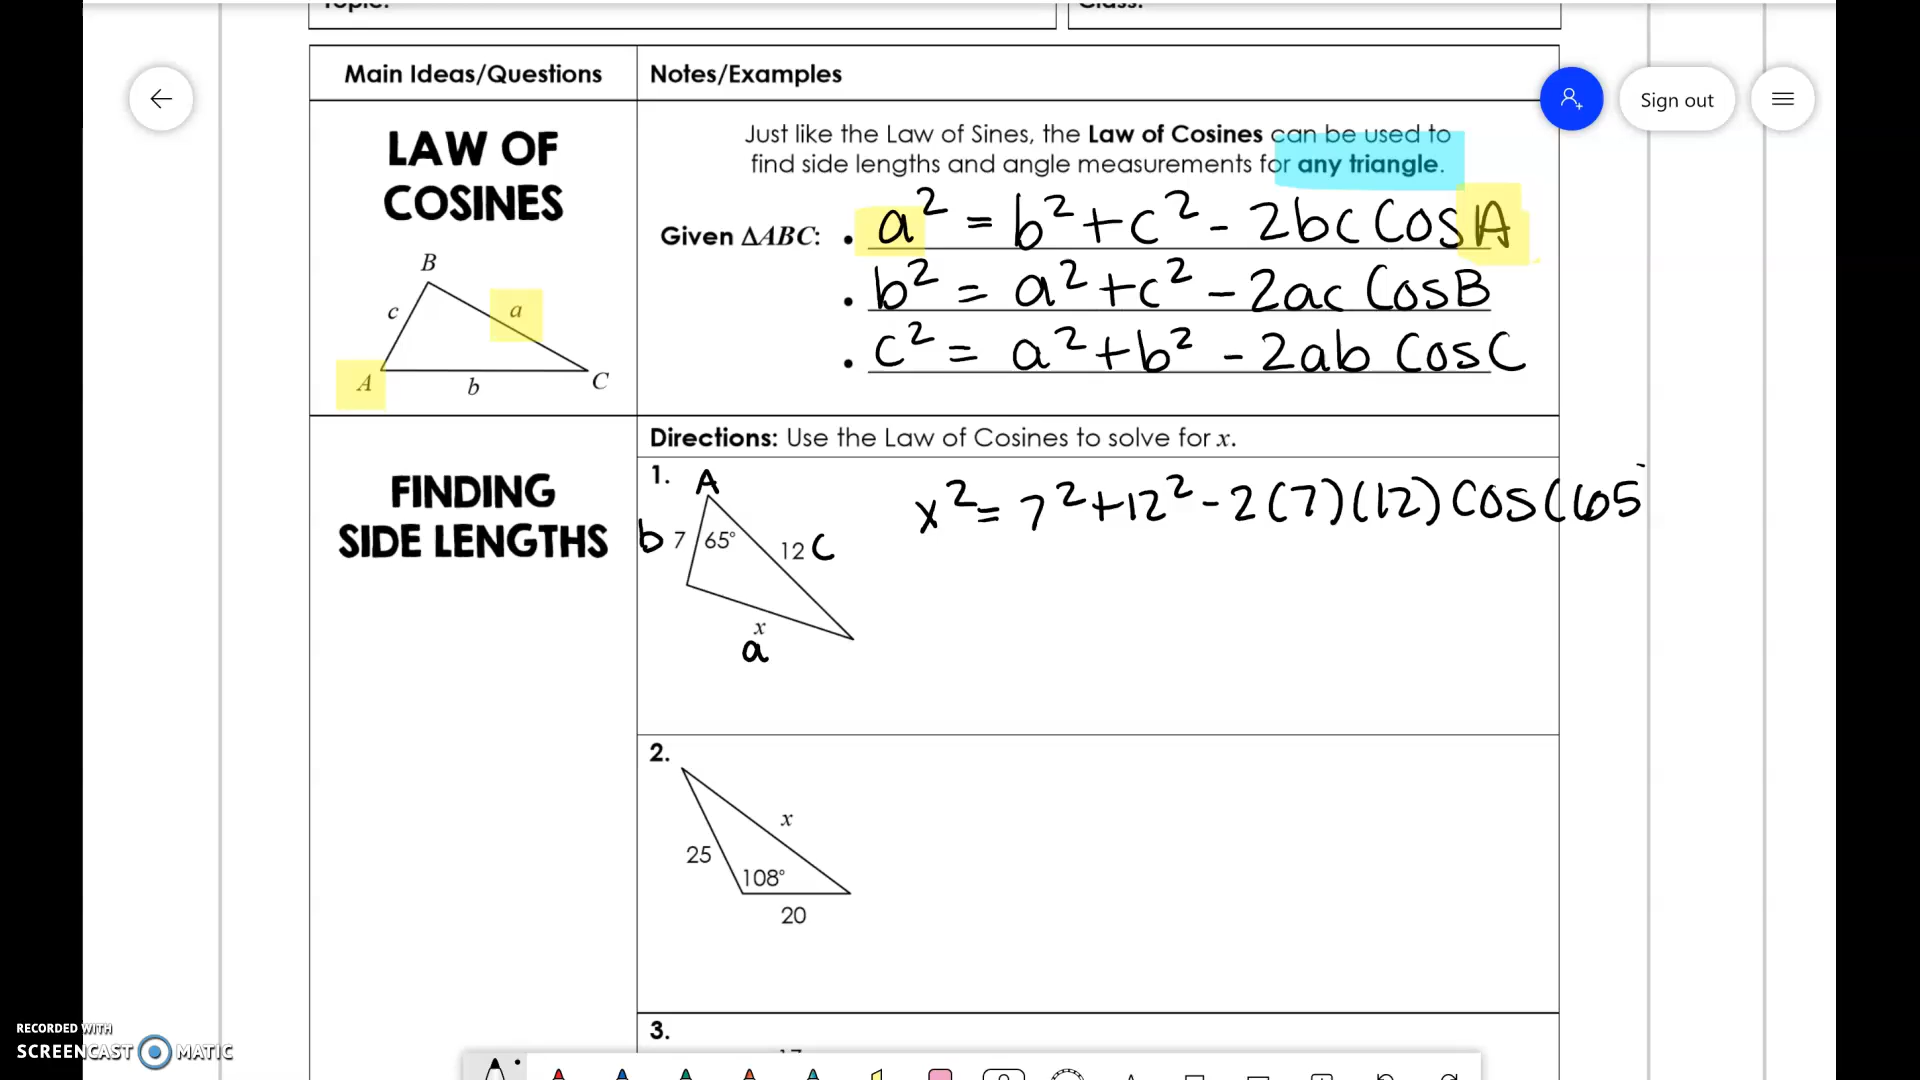 Topic:
Class:
Main Ideas/Questions
Notes/Examples
Sign out
LAW OF
COSINES
B
c
a
A
b
C
Just like the Law of Sines, the Law of Cosines can be used to
find side lengths and angle measurements for any triangle.
Given ΔABC:
• a² = b² + c² - 2bc Cos A
• b² = a² + c² - 2ac Cos B
• c² = a² + b² - 2ab Cos C
FINDING
SIDE LENGTHS
Directions: Use the Law of Cosines to solve for x.
1.
A
b 7 65° 12 c
x
a
x² = 7² + 12² - 2(7)(12) Cos(65
2.
x
25
108°
20
3.
RECORDED WITH
SCREENCAST MATIC